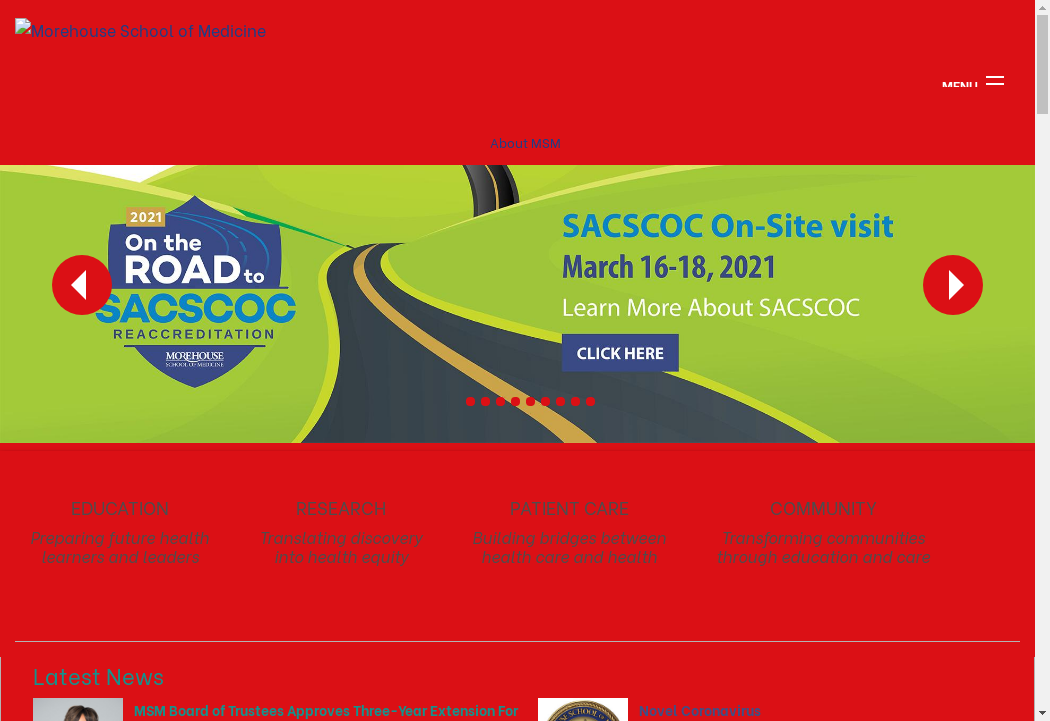 Morehouse School of Medicine
MENU
About MSM
2021
On the
ROAD to
SACSCOC
REACCREDITATION
MOREHOUSE
SCHOOL OF MEDICINE
SACSCOC On-Site visit
March 16-18, 2021
Learn More About SACSCOC
CLICK HERE
EDUCATION
Preparing future health
learners and leaders
RESEARCH
Translating discovery
into health equity
PATIENT CARE
Building bridges between
health care and health
COMMUNITY
Transforming communities
through education and care
Latest News
MSM Board of Trustees Approves Three-Year Extension For
Novel Coronavirus